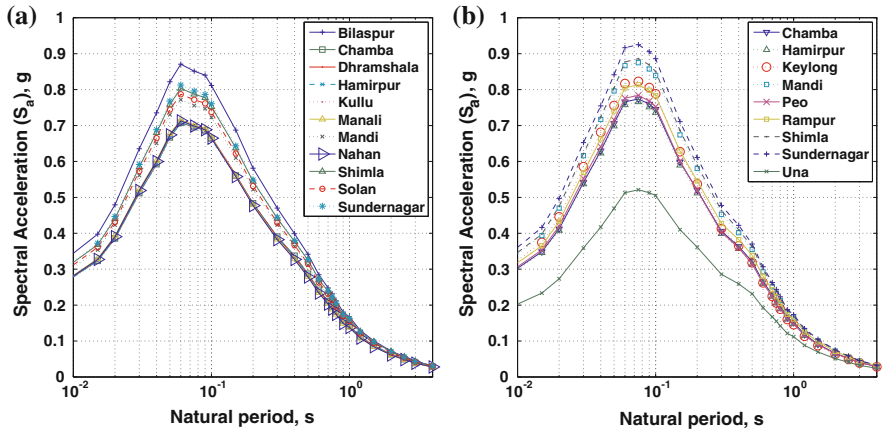 (a)
Spectral Acceleration (Sa), g
1
0.9
0.8
0.7
0.6
0.5
0.4
0.3
0.2
0.1
0
10-2
10-1
100
Natural period, s
Bilaspur
Chamba
Dhramshala
Hamirpur
Kullu
Manali
Mandi
Nahan
Shimla
Solan
Sundernagar
(b)
Spectral Acceleration (Sa), g
1
0.9
0.8
0.7
0.6
0.5
0.4
0.3
0.2
0.1
0
10-2
10-1
100
Natural period, s
Chamba
Hamirpur
Keylong
Mandi
Peo
Rampur
Shimla
Sundernagar
Una